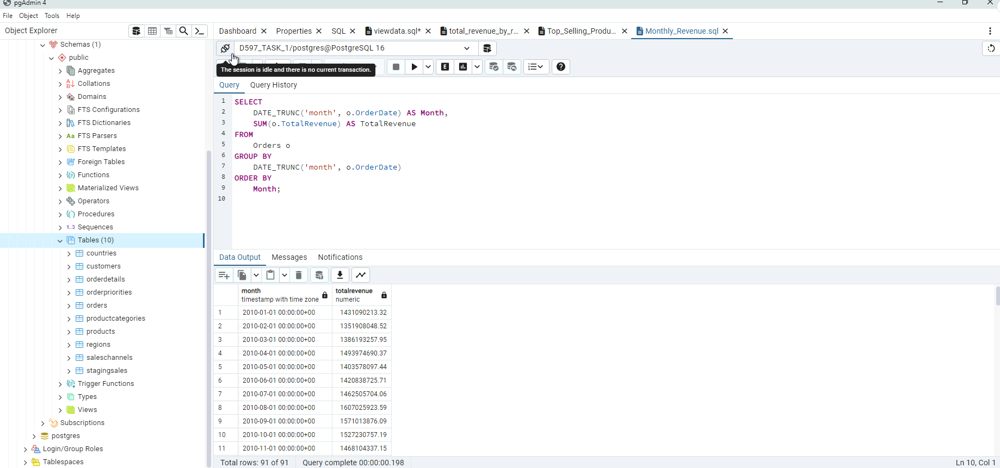 pgAdmin 4
File Object Tools Help
Object Explorer
Dashboard Properties SQL viewdata.sql* total_revenue_by_r... Top_Selling_Produ... Monthly_Revenue.sql
D597_TASK_1/postgres@PostgreSQL 16
The session is idle and there is no current transaction.
E
Query Query History
1 SELECT
2 DATE_TRUNC('month', o.OrderDate) AS Month,
3 SUM(o.TotalRevenue) AS TotalRevenue
4 FROM
5 Orders o
6 GROUP BY
7 DATE_TRUNC('month', o.OrderDate)
8 ORDER BY
9 Month;
10
Schemas (1)
public
Aggregates
Collations
Domains
FTS Configurations
FTS Dictionaries
Aa FTS Parsers
FTS Templates
Foreign Tables
Functions
Materialized Views
Operators
Procedures
1..3 Sequences
Tables (10)
countries
customers
orderdetails
orderpriorities
orders
productcategories
products
regions
saleschannels
stagingsales
Trigger Functions
Types
Views
Subscriptions
postgres
Login/Group Roles
Tablespaces
Data Output Messages Notifications
month totalrevenue
timestamp with time zone numeric
1 2010-01-01 00:00:00+00 1431090213.32
2 2010-02-01 00:00:00+00 1351908048.52
3 2010-03-01 00:00:00+00 1386193257.95
4 2010-04-01 00:00:00+00 1493974690.37
5 2010-05-01 00:00:00+00 1403578097.44
6 2010-06-01 00:00:00+00 1420838725.71
7 2010-07-01 00:00:00+00 1462505704.06
8 2010-08-01 00:00:00+00 1607025923.59
9 2010-09-01 00:00:00+00 1571013876.09
10 2010-10-01 00:00:00+00 1527230757.19
11 2010-11-01 00:00:00+00 1468104337.15
Total rows: 91 of 91 Query complete 00:00:00.198 Ln 10, Col 1